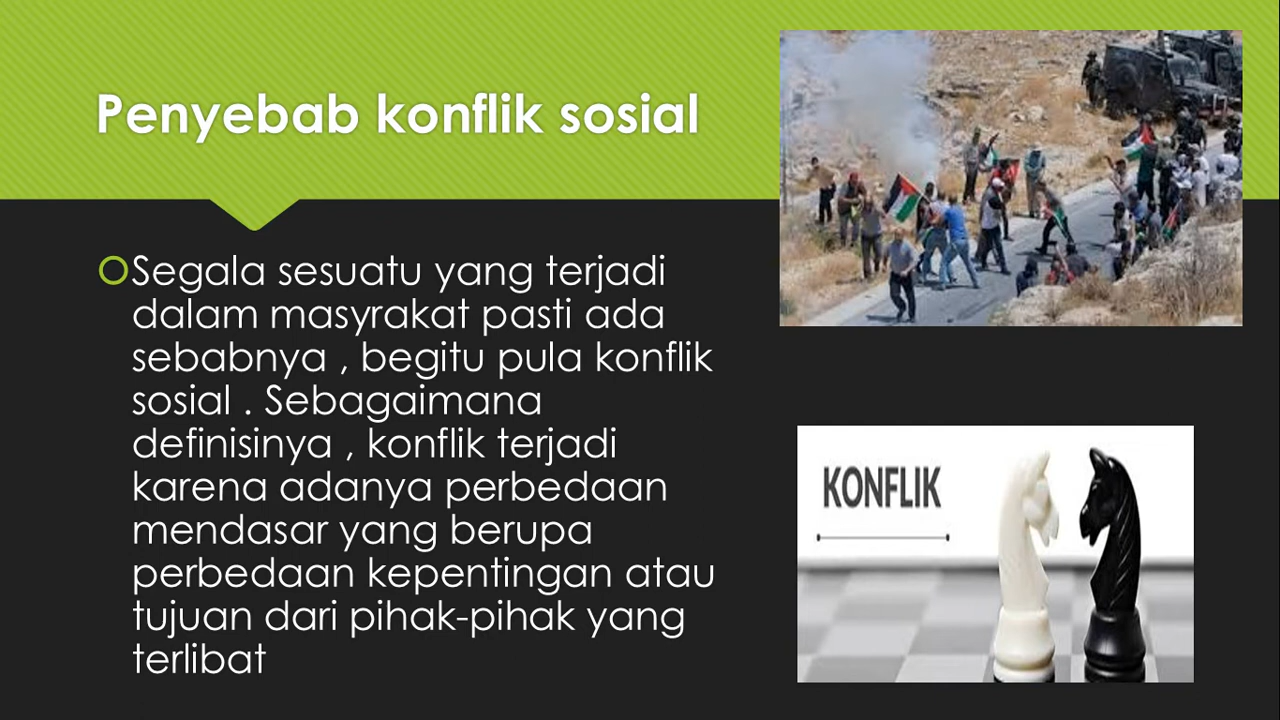 Penyebab konflik sosial
Segala sesuatu yang terjadi
dalam masyrakat pasti ada
sebabnya , begitu pula konflik
sosial . Sebagaimana
definisinya , konflik terjadi
karena adanya perbedaan
mendasar yang berupa
perbedaan kepentingan atau
tujuan dari pihak-pihak yang
terlibat
KONFLIK